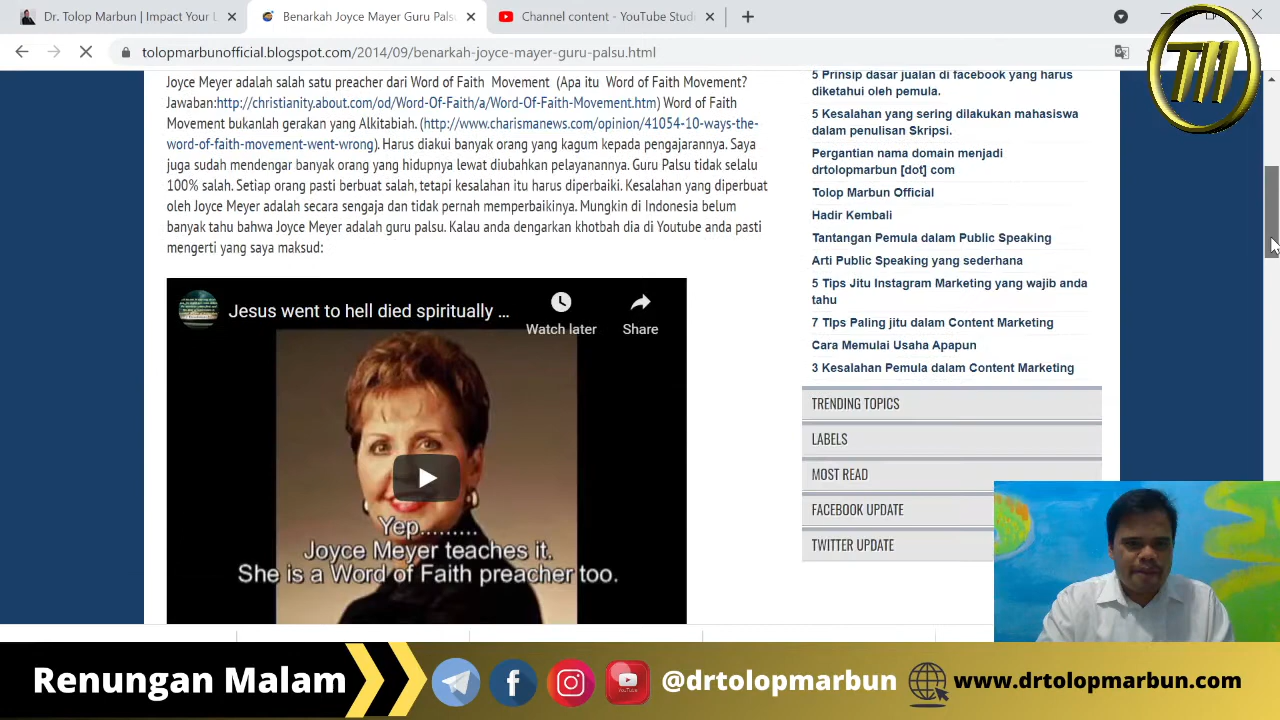 Dr. Tolop Marbun | Impact Your L
Benarkah Joyce Mayer Guru Palsu
Channel content - YouTube Studi
tolopmarbunofficial.blogspot.com/2014/09/benarkah-joyce-mayer-guru-palsu.html
Joyce Meyer adalah salah satu preacher dari Word of Faith Movement (Apa itu Word of Faith Movement?
Jawaban:http://christianity.about.com/od/Word-Of-Faith/a/Word-Of-Faith-Movement.htm) Word of Faith
Movement bukanlah gerakan yang Alkitabiah. (http://www.charismanews.com/opinion/41054-10-ways-the-
word-of-faith-movement-went-wrong). Harus diakui banyak orang yang kagum kepada pengajarannya. Saya
juga sudah mendengar banyak orang yang hidupnya lewat diubahkan pelayanannya. Guru Palsu tidak selalu
100% salah. Setiap orang pasti berbuat salah, tetapi kesalahan itu harus diperbaiki. Kesalahan yang diperbuat
oleh Joyce Meyer adalah secara sengaja dan tidak pernah memperbaikinya. Mungkin di Indonesia belum
banyak tahu bahwa Joyce Meyer adalah guru palsu. Kalau anda dengarkan khotbah dia di Youtube anda pasti
mengerti yang saya maksud:
Jesus went to hell died spiritually ...
Watch later
Share
Yep.........
Joyce Meyer teaches it.
She is a Word of Faith preacher too.
5 Prinsip dasar jualan di facebook yang harus
diketahui oleh pemula.
5 Kesalahan yang sering dilakukan mahasiswa
dalam penulisan Skripsi.
Pergantian nama domain menjadi
drtolopmarbun [dot] com
Tolop Marbun Official
Hadir Kembali
Tantangan Pemula dalam Public Speaking
Arti Public Speaking yang sederhana
5 Tips Jitu Instagram Marketing yang wajib anda
tahu
7 TIps Paling jitu dalam Content Marketing
Cara Memulai Usaha Apapun
3 Kesalahan Pemula dalam Content Marketing
TRENDING TOPICS
LABELS
MOST READ
FACEBOOK UPDATE
TWITTER UPDATE
Renungan Malam
YouTube
@drtolopmarbun
www.drtolopmarbun.com